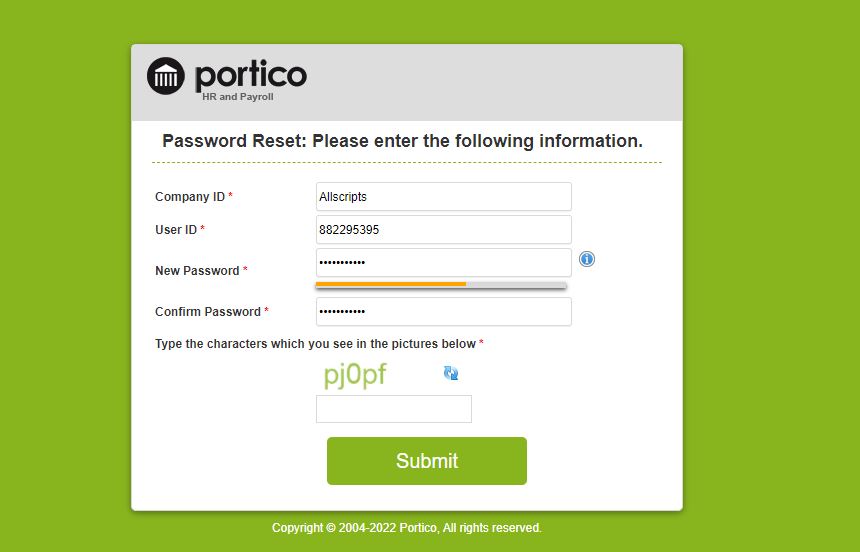 portico
HR and Payroll
Password Reset: Please enter the following information.
Company ID * Allscripts
User ID * 882295395
New Password * •••••••••••
Confirm Password * •••••••••••
Type the characters which you see in the pictures below *
pj0pf
Submit
Copyright © 2004-2022 Portico, All rights reserved.